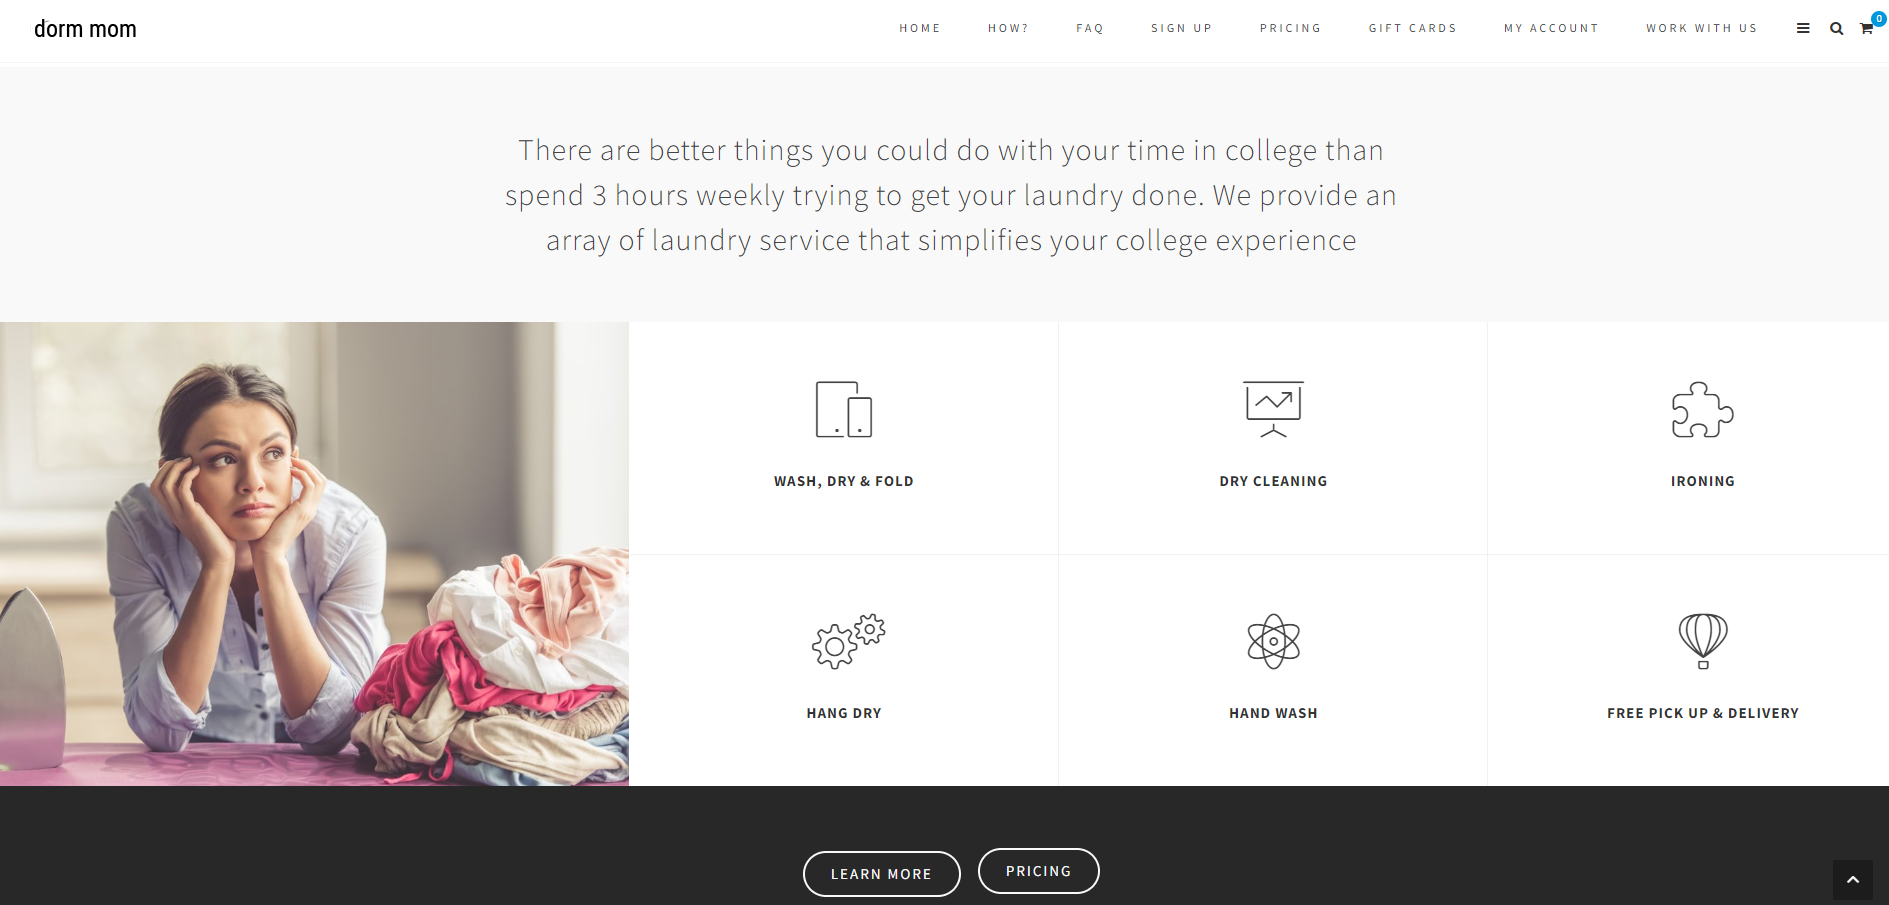 dorm mom
HOME HOW? FAQ SIGN UP PRICING GIFT CARDS MY ACCOUNT WORK WITH US 0
There are better things you could do with your time in college than
spend 3 hours weekly trying to get your laundry done. We provide an
array of laundry service that simplifies your college experience
WASH, DRY & FOLD
DRY CLEANING
IRONING
HANG DRY
HAND WASH
FREE PICK UP & DELIVERY
LEARN MORE
PRICING